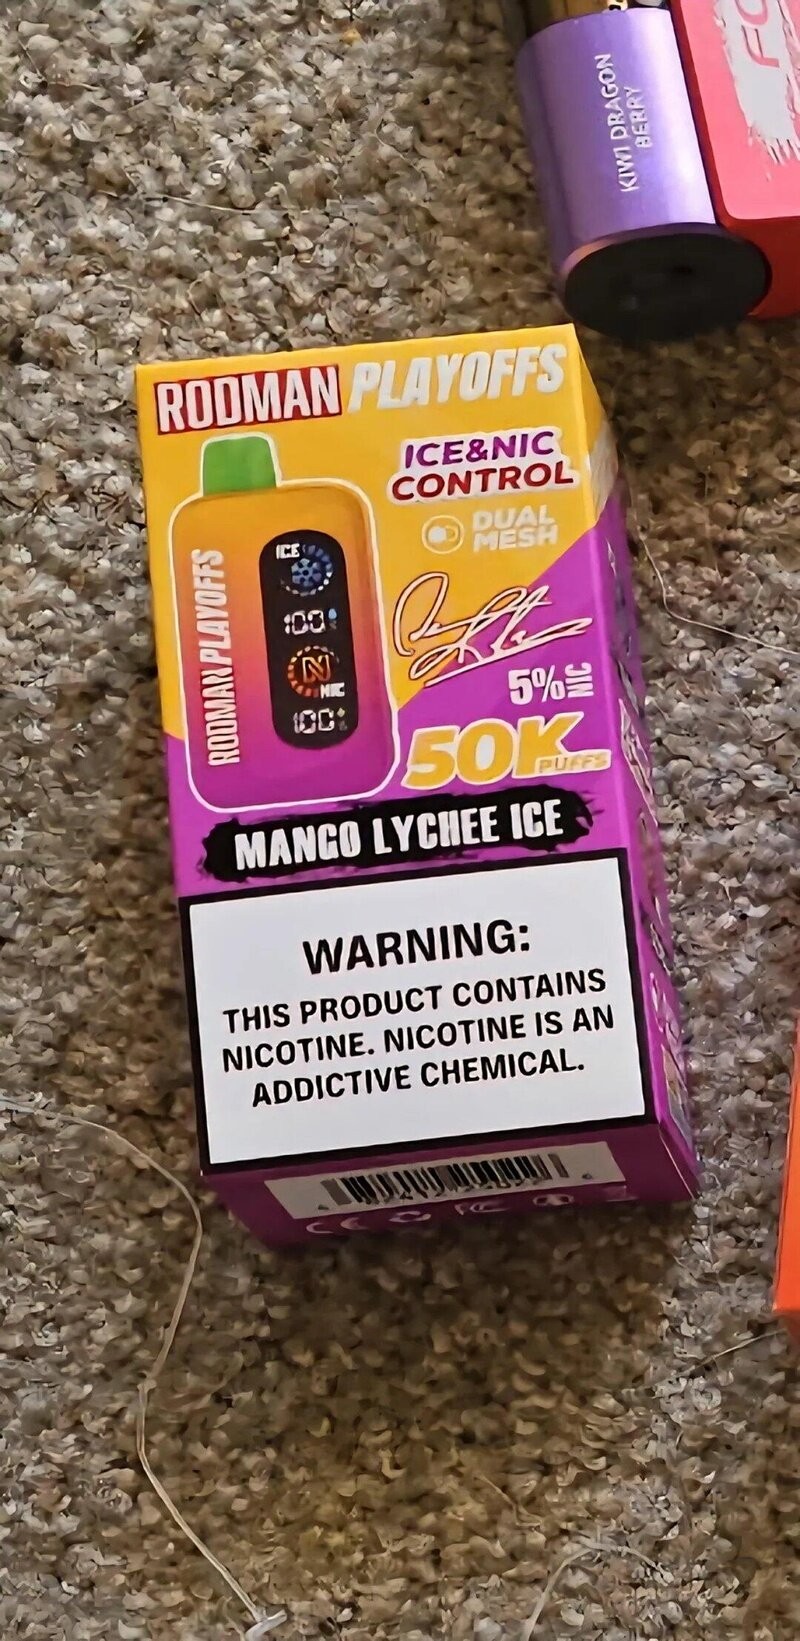 KIWI DRAGON
BERRY
FO
RODMAN PLAYOFFS
ICE&NIC
CONTROL
DUAL
MESH
RODMAN PLAYOFFS
ICE
100
N
NIC
100
5% NIC
50K
PUFFS
MANGO LYCHEE ICE
WARNING:
THIS PRODUCT CONTAINS
NICOTINE. NICOTINE IS AN
ADDICTIVE CHEMICAL.